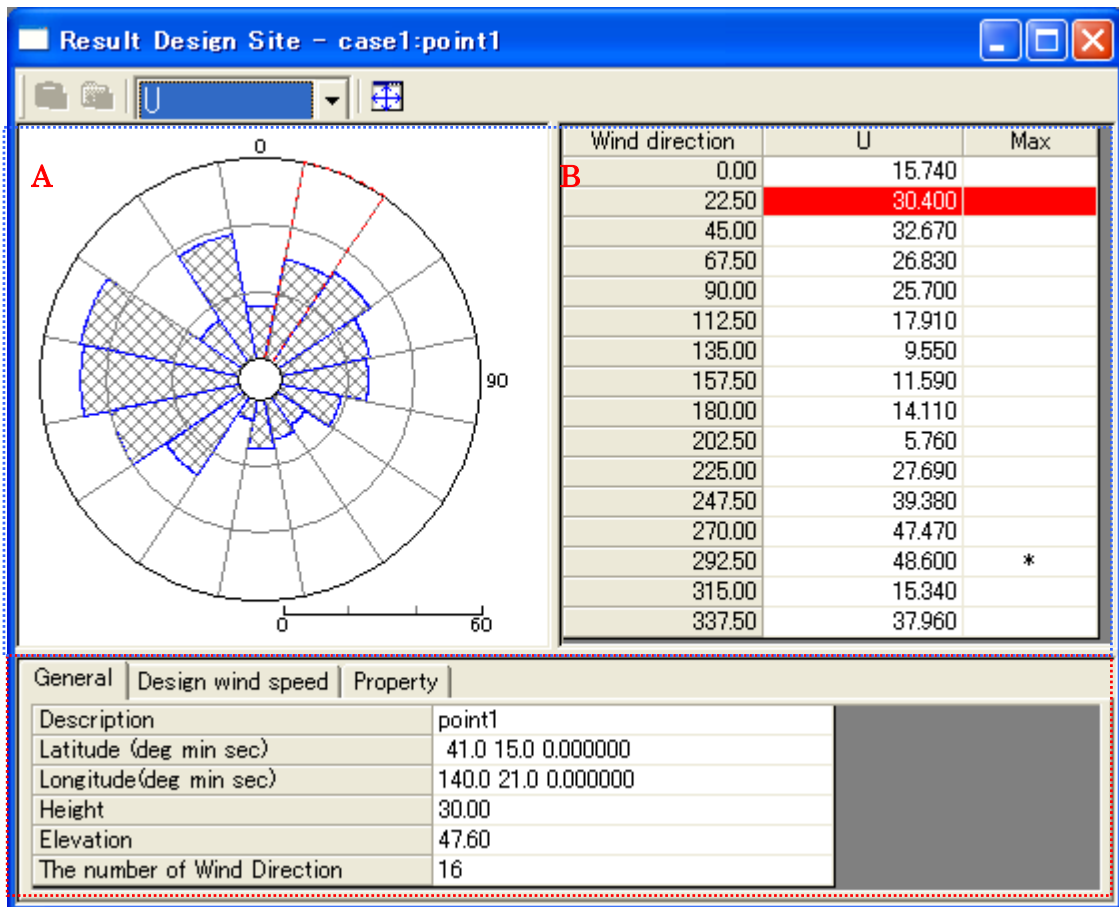 Result Design Site - case1:point1
U
A
0
90
0 60
B
Wind direction U Max
0.00 15.740
22.50 30.400
45.00 32.670
67.50 26.830
90.00 25.700
112.50 17.910
135.00 9.550
157.50 11.590
180.00 14.110
202.50 5.760
225.00 27.690
247.50 39.380
270.00 47.470
292.50 48.600 *
315.00 15.340
337.50 37.960
General Design wind speed Property
Description point1
Latitude (deg min sec) 41.0 15.0 0.000000
Longitude(deg min sec) 140.0 21.0 0.000000
Height 30.00
Elevation 47.60
The number of Wind Direction 16